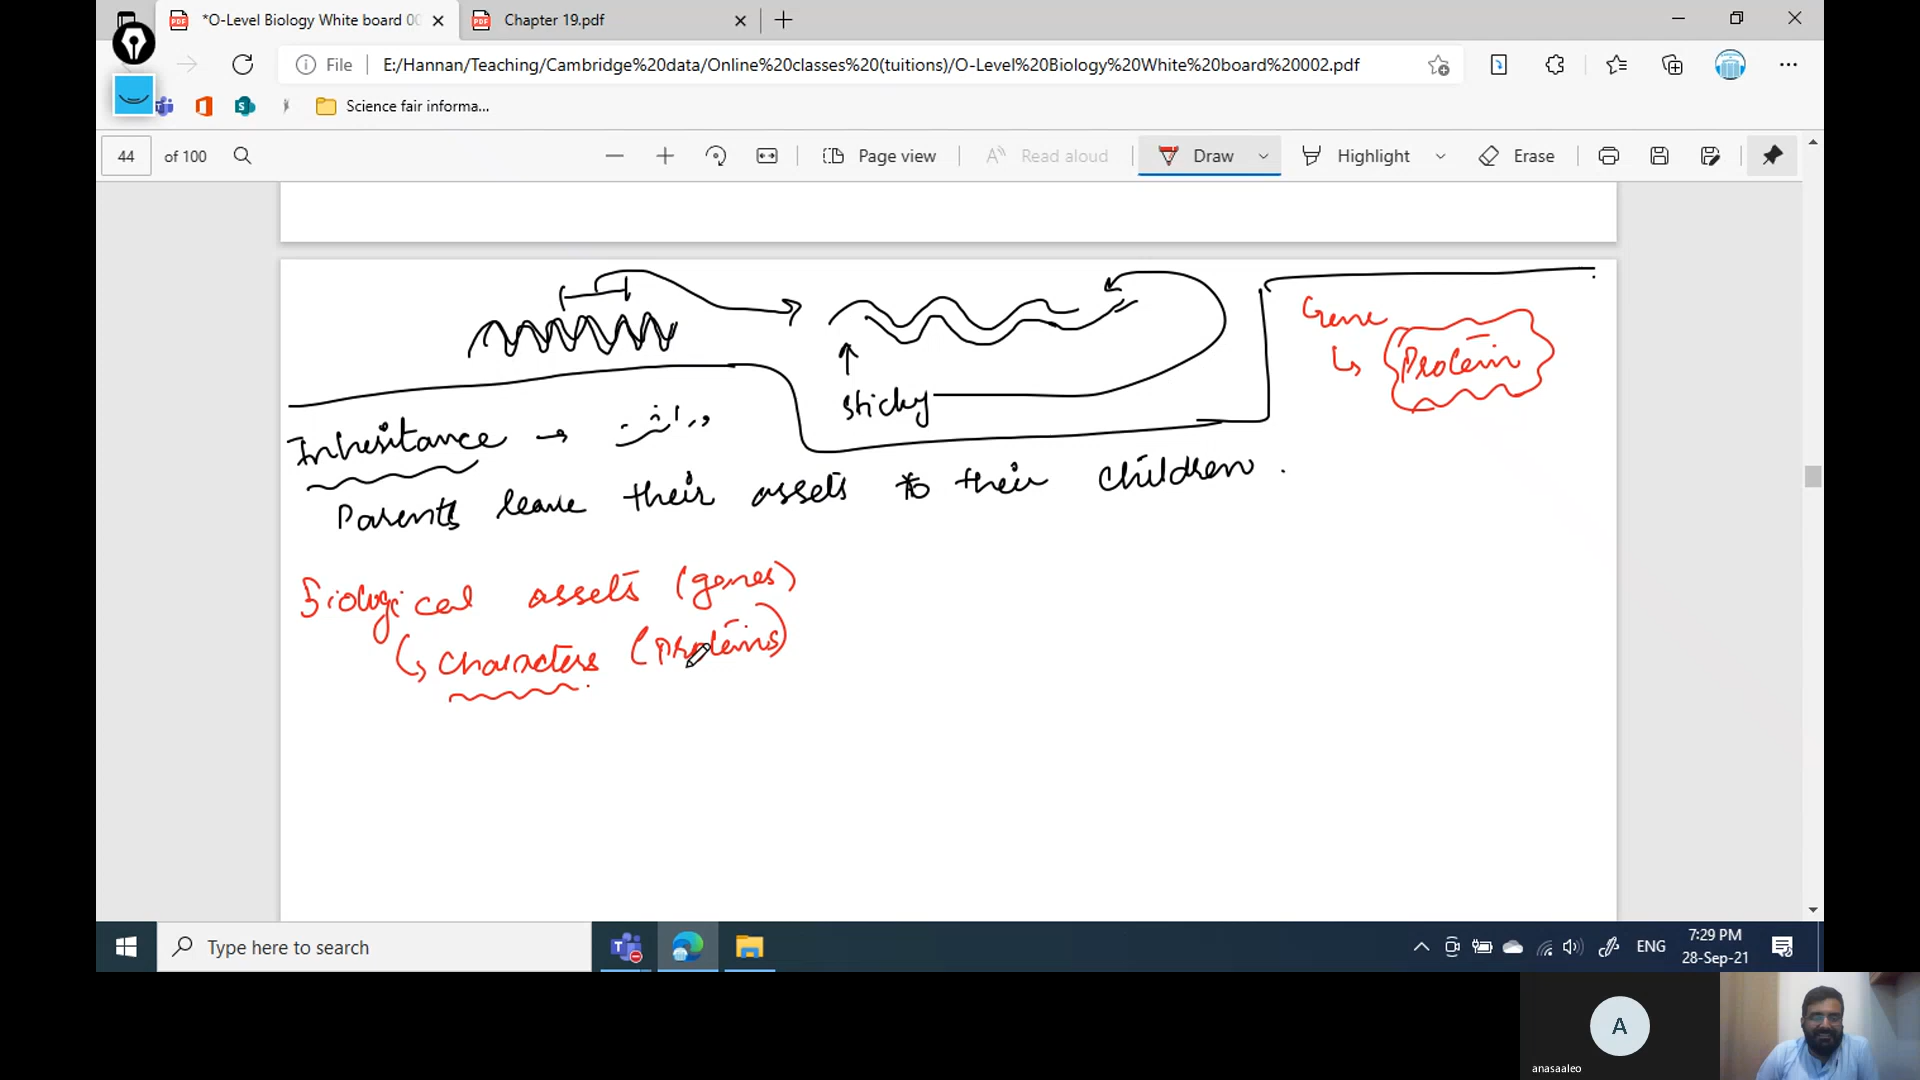 *O-Level Biology White board 00
Chapter 19.pdf
File
E:/Hannan/Teaching/Cambridge%20data/Online%20classes%20(tuitions)/O-Level%20Biology%20White%20board%20002.pdf
Science fair informa...
44 of 100
Page view
Read aloud
Draw
Highlight
Erase
Gene
Protein
sticky
Inheritance → وراثت
Parents leave their assets to their children.
Biological assets (genes)
characters (proteins)
Type here to search
ENG
7:29 PM
28-Sep-21
A
anasaaleo